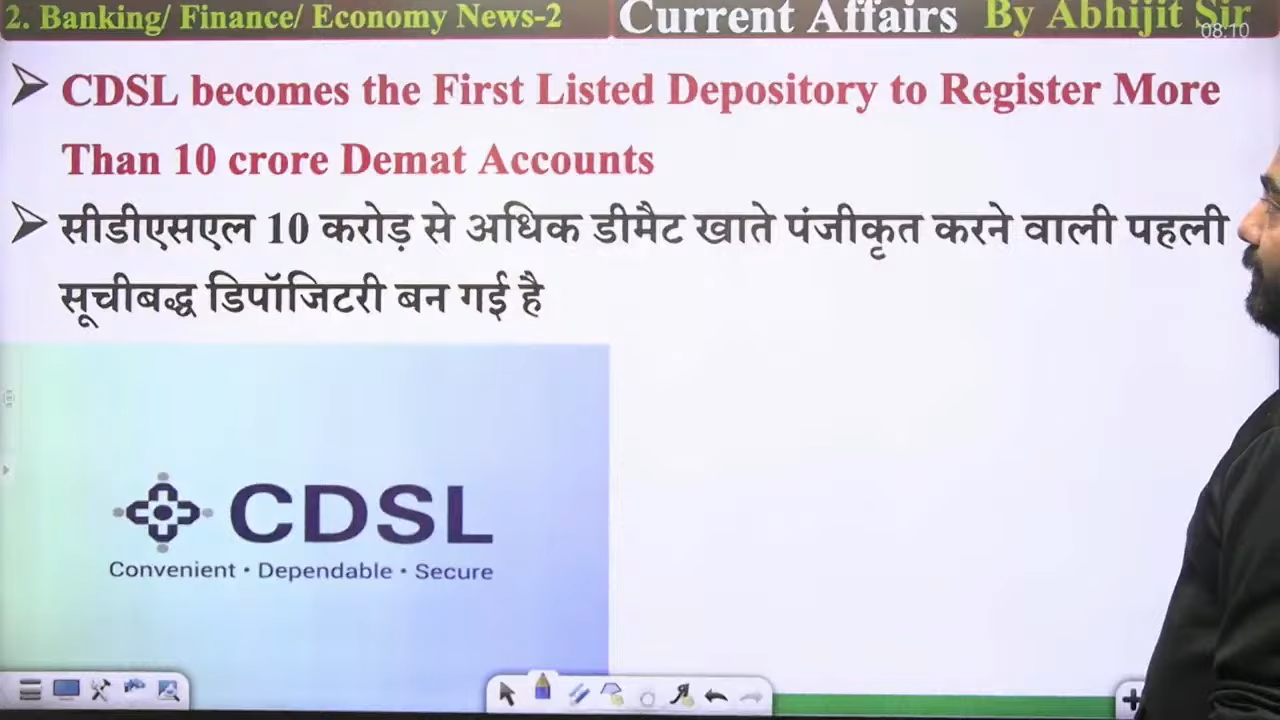 2. Banking/ Finance/ Economy News-2
Current Affairs By Abhijit Sir
08:10
CDSL becomes the First Listed Depository to Register More
Than 10 crore Demat Accounts
सीडीएसएल 10 करोड़ से अधिक डीमैट खाते पंजीकृत करने वाली पहली
सूचीबद्ध डिपॉजिटरी बन गई है
CDSL
Convenient • Dependable • Secure